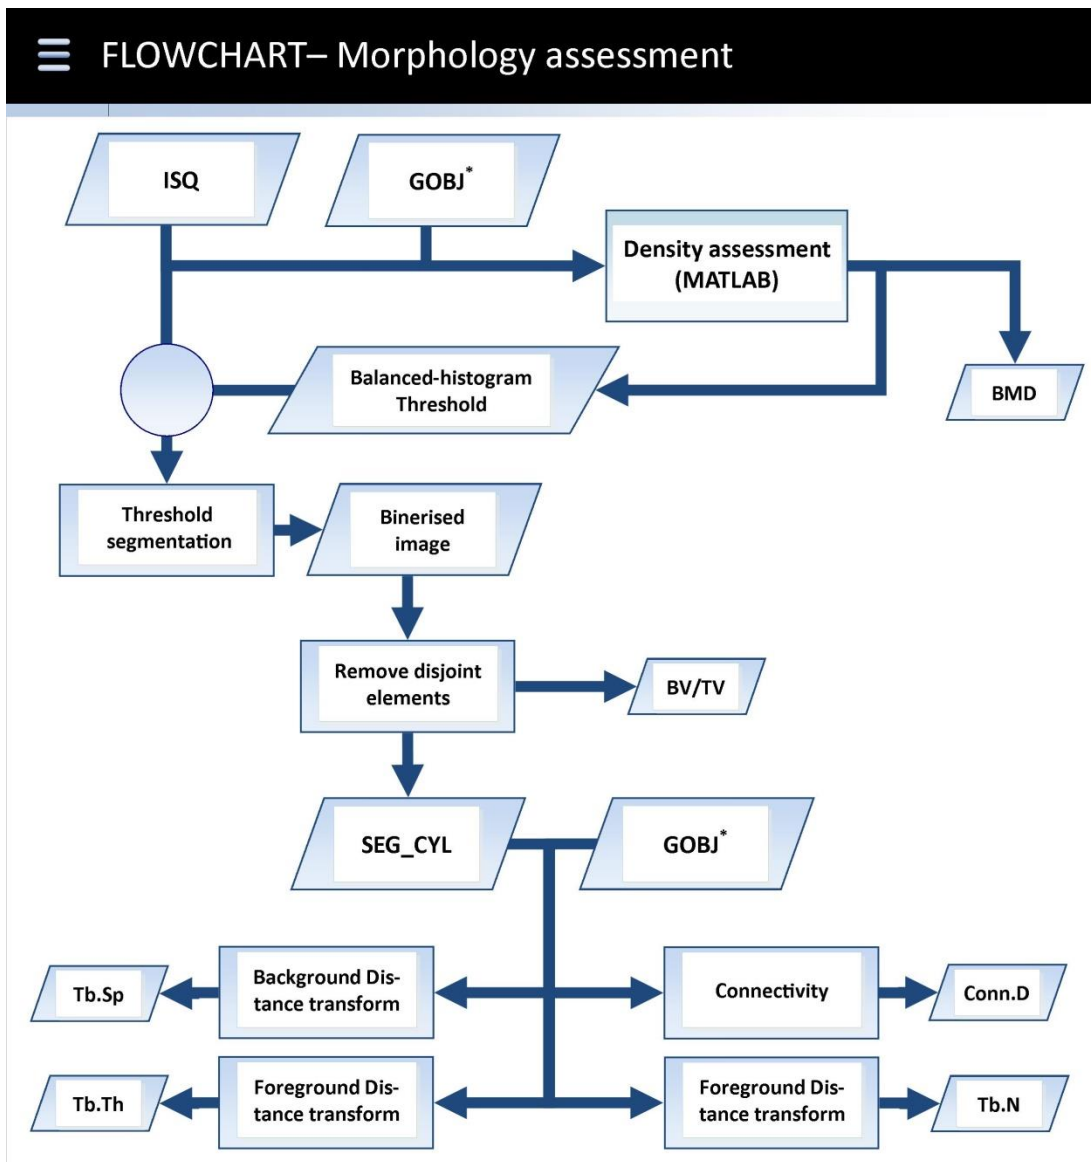 FLOWCHART– Morphology assessment
ISQ
GOBJ*
Density assessment
(MATLAB)
Balanced-histogram
Threshold
BMD
Threshold
segmentation
Binerised
image
Remove disjoint
elements
BV/TV
SEG_CYL
GOBJ*
Tb.Sp
Background Dis-
tance transform
Connectivity
Conn.D
Tb.Th
Foreground Dis-
tance transform
Foreground Dis-
tance transform
Tb.N